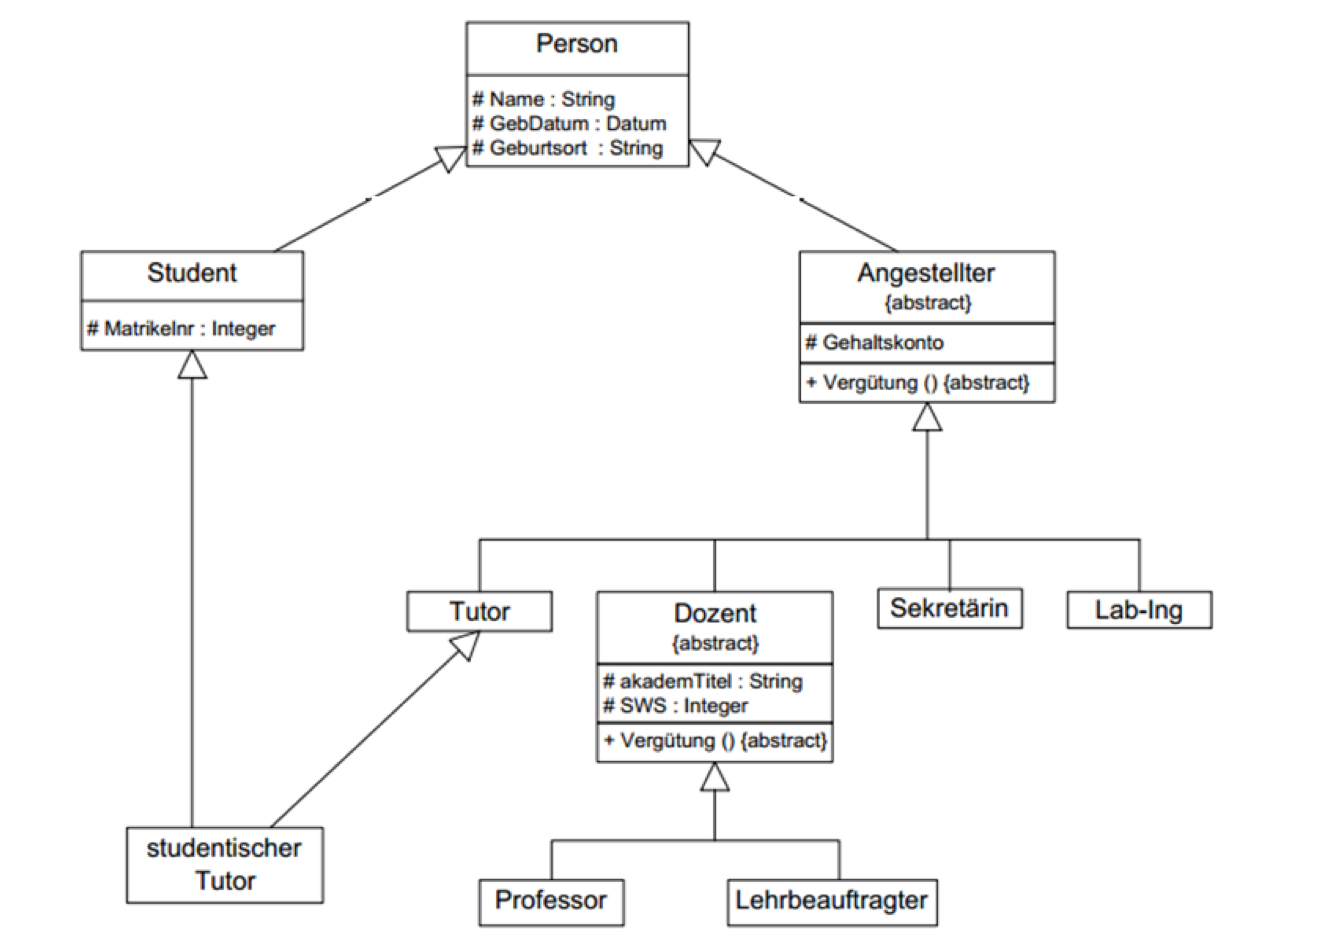 Person
# Name : String
# GebDatum : Datum
# Geburtsort : String
Student
# Matrikelnr : Integer
Angestellter
{abstract}
# Gehaltskonto
+ Vergütung () {abstract}
Tutor
Dozent
{abstract}
# akademTitel : String
# SWS : Integer
+ Vergütung () {abstract}
Sekretärin
Lab-Ing
studentischer
Tutor
Professor
Lehrbeauftragter